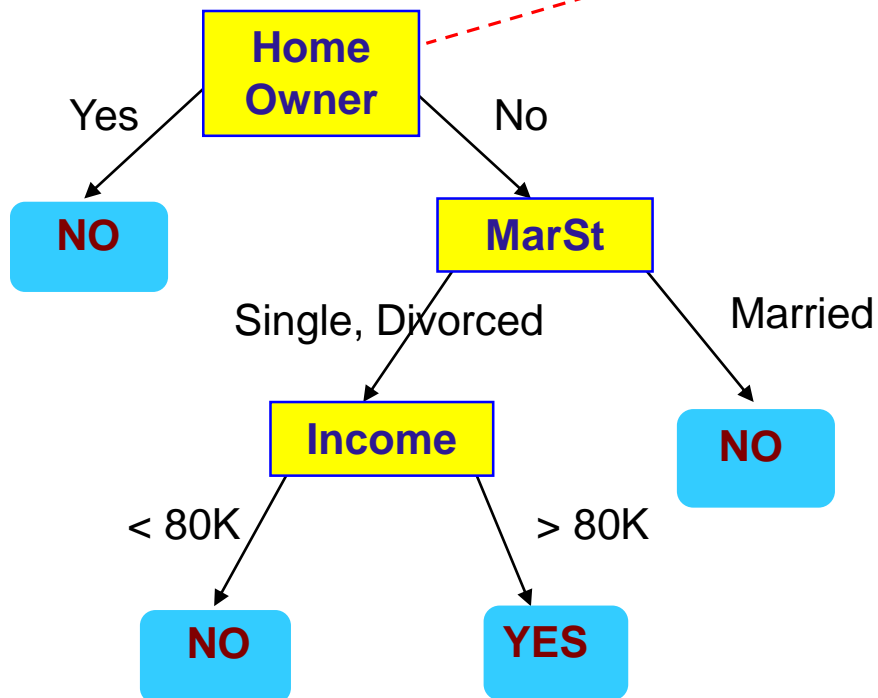 Home
Owner
Yes
No
NO
MarSt
Single, Divorced
Married
Income
NO
< 80K
> 80K
NO
YES